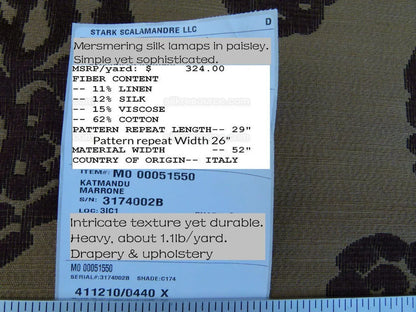 D
STARK SCALAMANDRE LLC
Mersmering silk lamaps in paisley.
Simple yet sophisticated.
MSRP/yard: $ 324.00
FIBER CONTENT
-- 11% LINEN
-- 12% SILK
-- 15% VISCOSE
-- 62% COTTON
PATTERN REPEAT LENGTH-- 29"
Pattern repeat Width 26"
MATERIAL WIDTH -- 52"
COUNTRY OF ORIGIN-- ITALY
ITEM#: M0 00051550
KATMANDU
MARRONE
S/N: 3174002B
LOC: 3IC1
Intricate texture yet durable.
Heavy, about 1.1lb/yard.
Drapery & upholstery
M0 00051550
SERIAL#:3174002B SHADE:C174
411210/0440 X